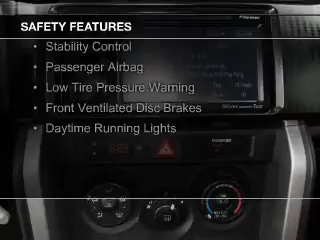 SAFETY FEATURES
• Stability Control
• Passenger Airbag
• Low Tire Pressure Warning
• Front Ventilated Disc Brakes
• Daytime Running Lights